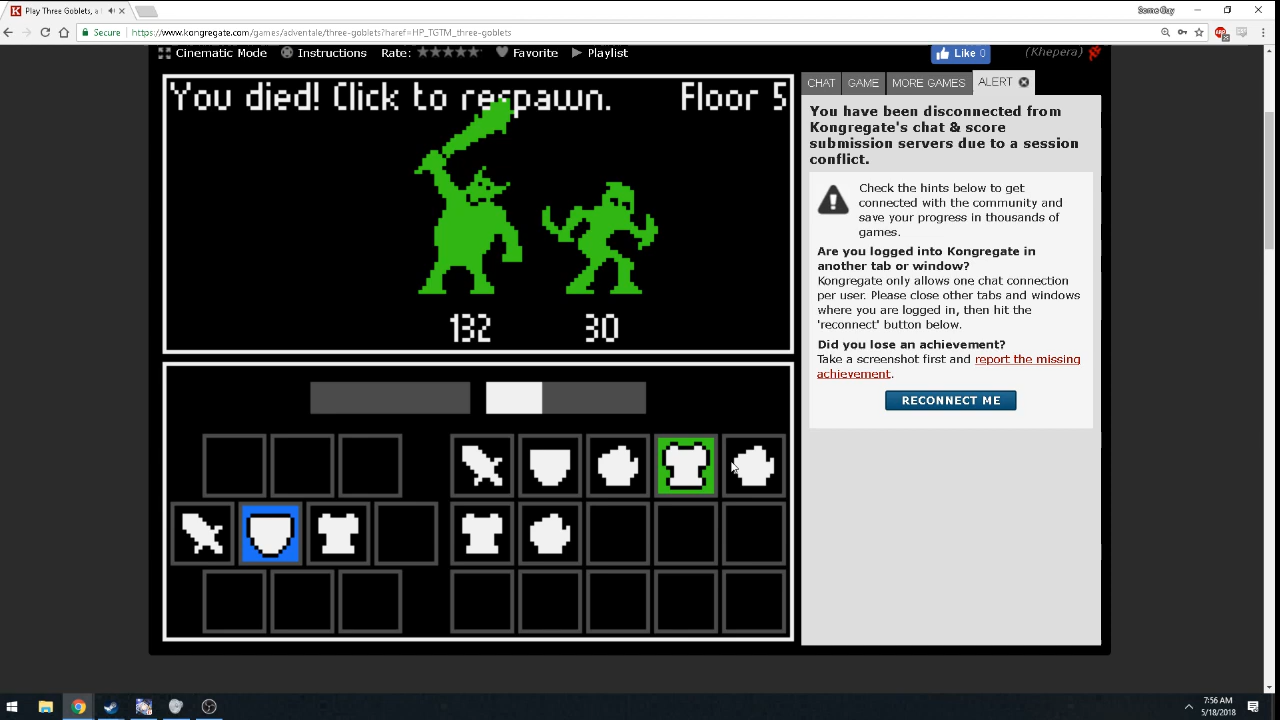 Play Three Goblets, a
Some Guy
Secure
https://www.kongregate.com/games/adventale/three-goblets?haref=HP_TGTM_three-goblets
Cinematic Mode Instructions Rate: Favorite Playlist Like 0 (Khepera)
You died! Click to respawn. Floor 5
132 30
CHAT GAME MORE GAMES ALERT
You have been disconnected from
Kongregate's chat & score
submission servers due to a session
conflict.
Check the hints below to get
connected with the community and
save your progress in thousands of
games.
Are you logged into Kongregate in
another tab or window?
Kongregate only allows one chat connection
per user. Please close other tabs and windows
where you are logged in, then hit the
'reconnect' button below.
Did you lose an achievement?
Take a screenshot first and report the missing
achievement.
RECONNECT ME
7:56 AM
5/18/2018